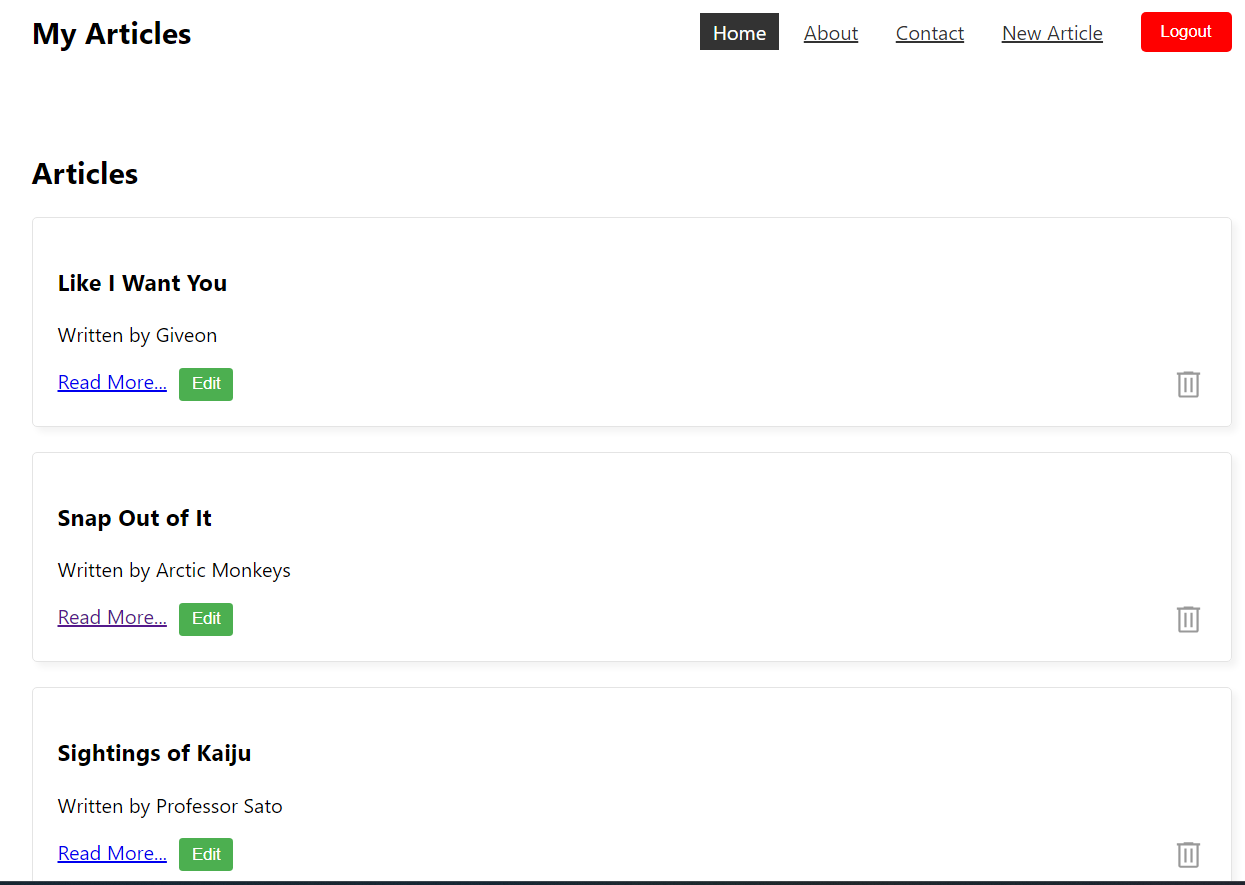 My Articles
Home About Contact New Article Logout
Articles
Like I Want You
Written by Giveon
Read More... Edit
Snap Out of It
Written by Arctic Monkeys
Read More... Edit
Sightings of Kaiju
Written by Professor Sato
Read More... Edit